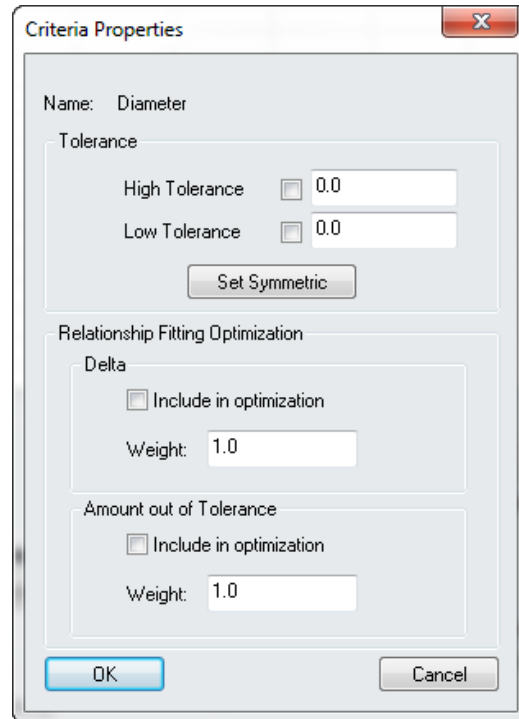 Criteria Properties
Name: Diameter
Tolerance
High Tolerance 0.0
Low Tolerance 0.0
Set Symmetric
Relationship Fitting Optimization
Delta
Include in optimization
Weight: 1.0
Amount out of Tolerance
Include in optimization
Weight: 1.0
OK Cancel